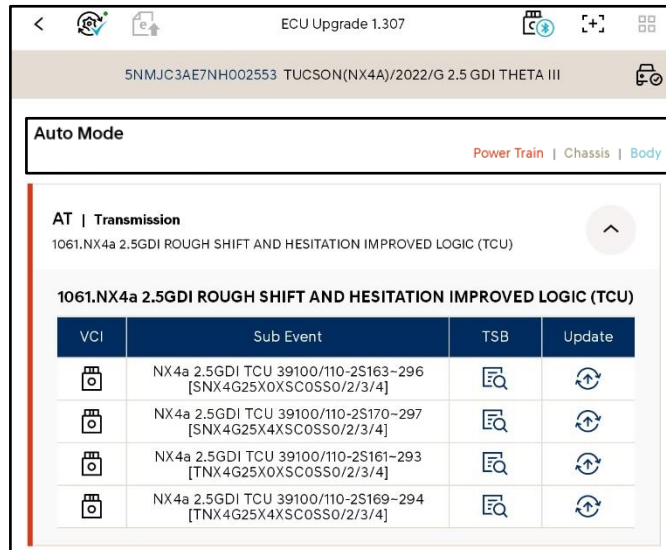 ECU Upgrade 1.307
5NMJC3AE7NH002553 TUCSON(NX4A)/2022/G 2.5 GDI THETA III
Auto Mode
Power Train | Chassis | Body
AT | Transmission
1061.NX4a 2.5GDI ROUGH SHIFT AND HESITATION IMPROVED LOGIC (TCU)
1061.NX4a 2.5GDI ROUGH SHIFT AND HESITATION IMPROVED LOGIC (TCU)
VCI Sub Event TSB Update
NX4a 2.5GDI TCU 39100/110-2S163~296
[SNX4G25X0XSC0SS0/2/3/4]
NX4a 2.5GDI TCU 39100/110-2S170~297
[SNX4G25X4XSC0SS0/2/3/4]
NX4a 2.5GDI TCU 39100/110-2S161~293
[TNX4G25X0XSC0SS0/2/3/4]
NX4a 2.5GDI TCU 39100/110-2S169~294
[TNX4G25X4XSC0SS0/2/3/4]